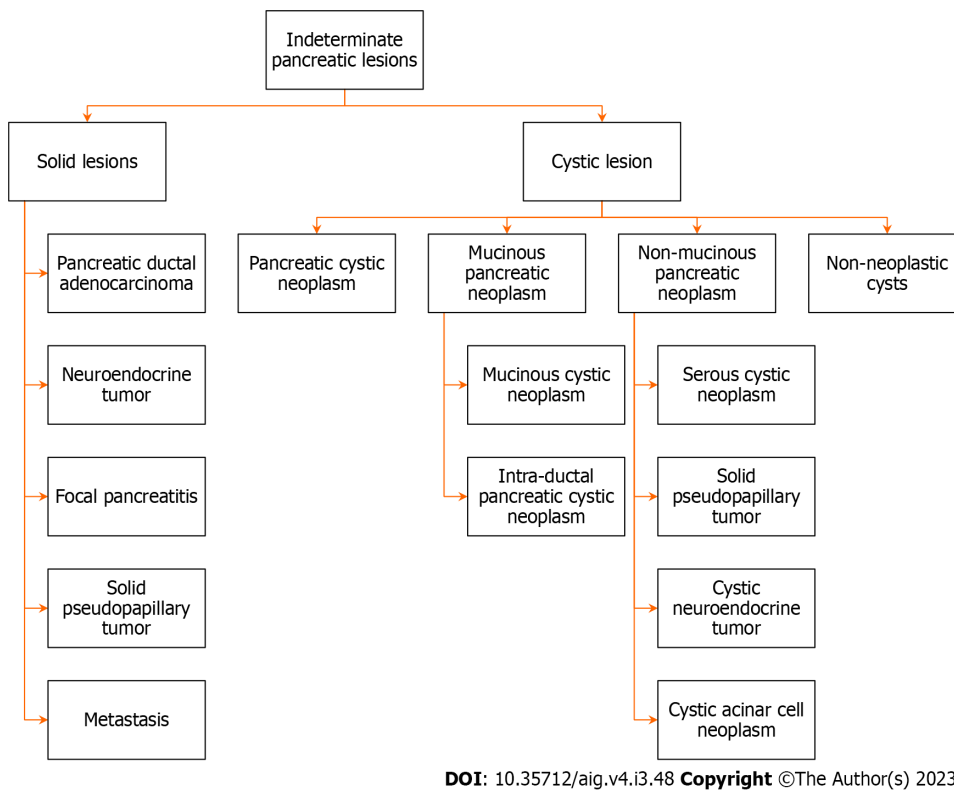 Indeterminate
pancreatic lesions
Solid lesions
Cystic lesion
Pancreatic ductal
adenocarcinoma
Neuroendocrine
tumor
Focal pancreatitis
Solid
pseudopapillary
tumor
Metastasis
Pancreatic cystic
neoplasm
Mucinous
pancreatic
neoplasm
Mucinous cystic
neoplasm
Intra-ductal
pancreatic cystic
neoplasm
Non-mucinous
pancreatic
neoplasm
Serous cystic
neoplasm
Solid
pseudopapillary
tumor
Cystic
neuroendocrine
tumor
Cystic acinar cell
neoplasm
Non-neoplastic
cysts
DOI: 10.35712/aig.v4.i3.48 Copyright ©The Author(s) 2023